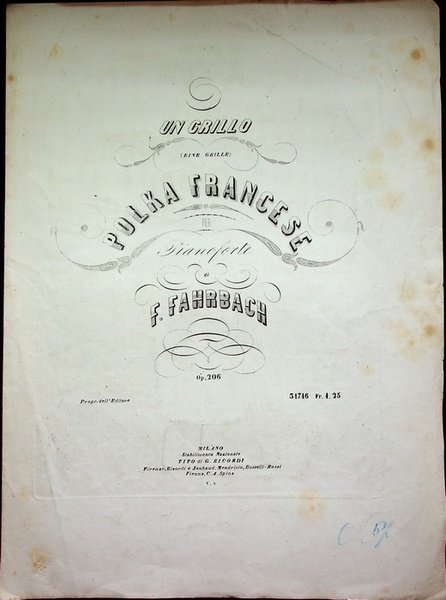 UN GRILLO
(EINE GRILLE)
POLKA FRANCESE
PER
Pianoforte
di
F. FAHRBACH
Op. 206
Propr. dell'Editore
31746 Fr. 1. 25
MILANO
Stabilimento Nazionale
TITO di G. RICORDI
Firenze, Ricordi e Jouhaud. Mendrisio, Bustelli-Rossi
Vienna, C. A. Spina